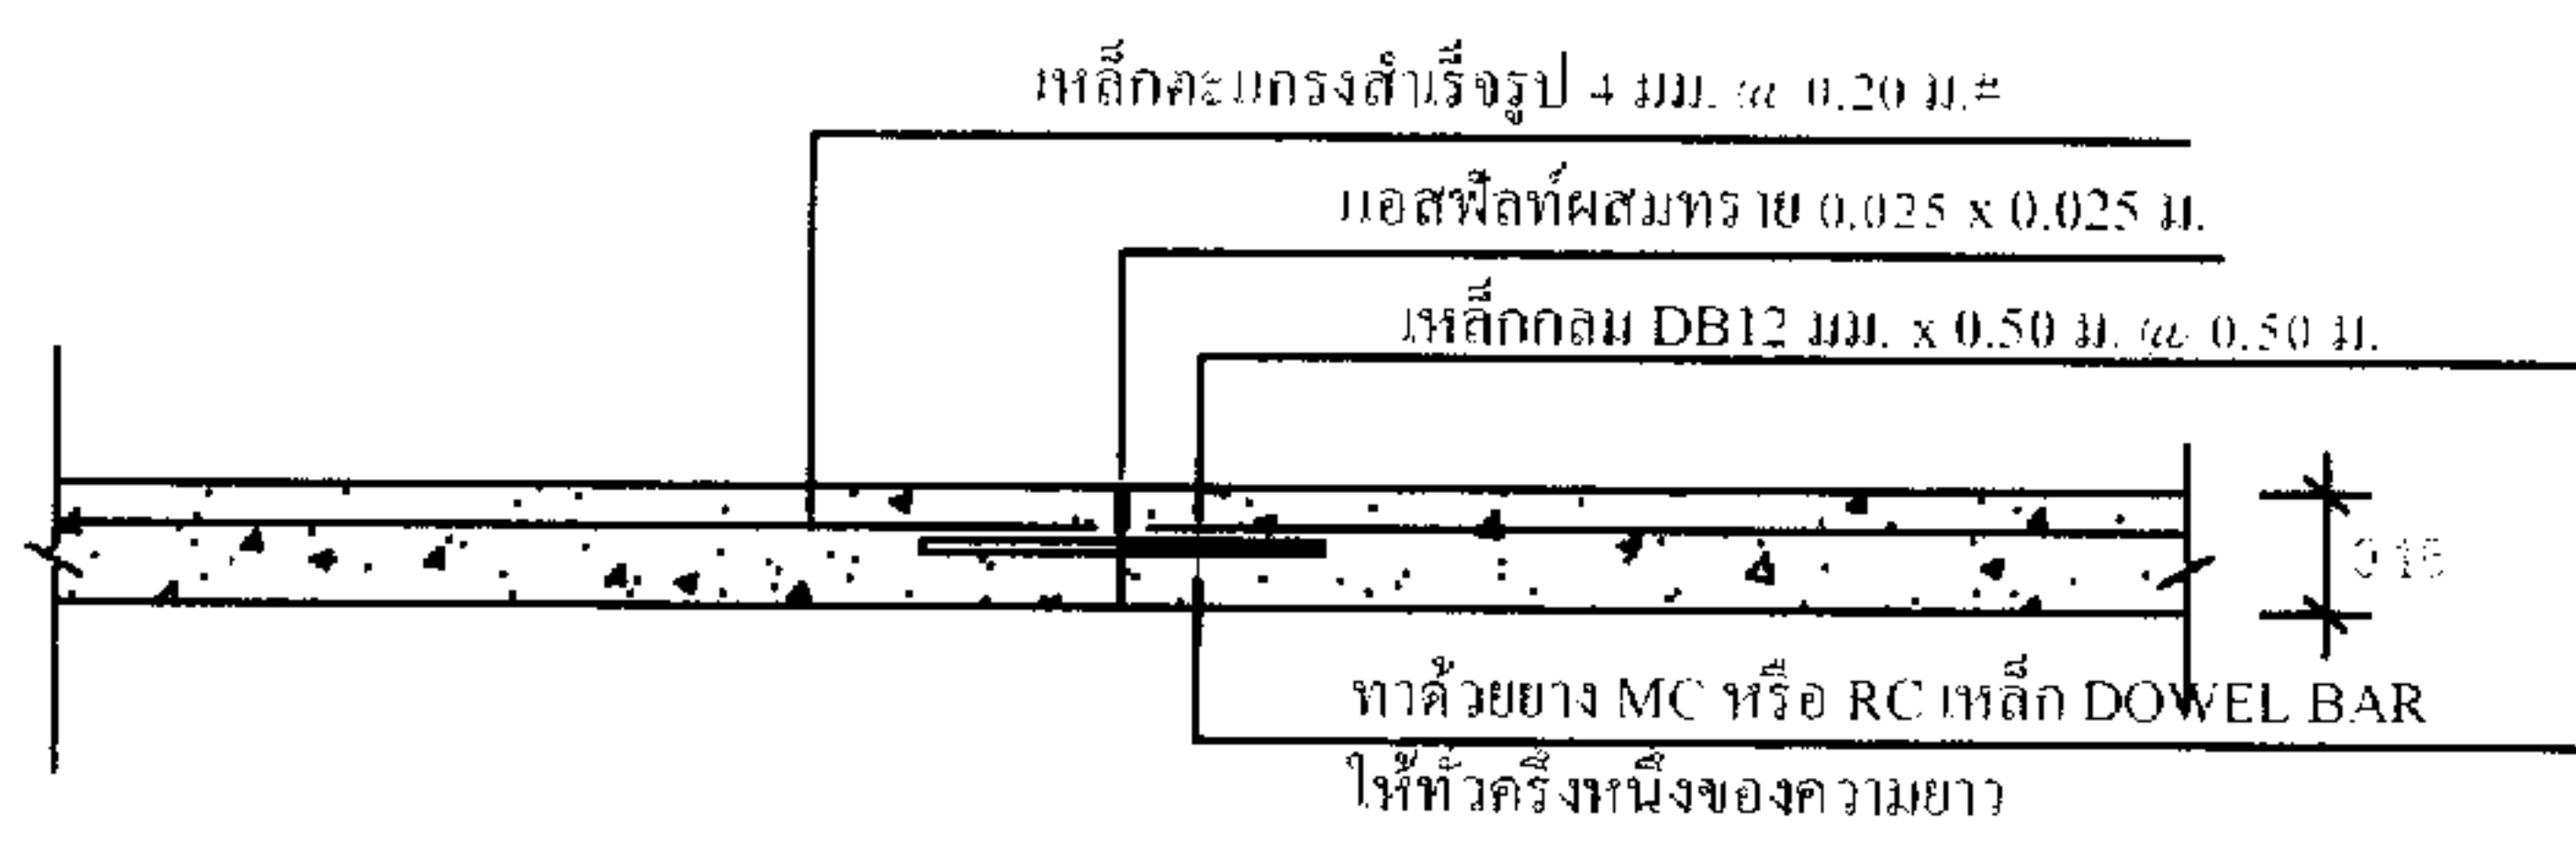 เหล็กตะแกรงสำเร็จรูป 4 มม. @ 0.20 ม.#
แอสฟัลท์ผสมทราย 0.025 x 0.025 ม.
เหล็กกลม DB12 มม. x 0.50 ม. @ 0.50 ม.
0.15
ทาด้วยยาง MC หรือ RC เหล็ก DOWEL BAR
ให้ทั่วครึ่งหนึ่งของความยาว